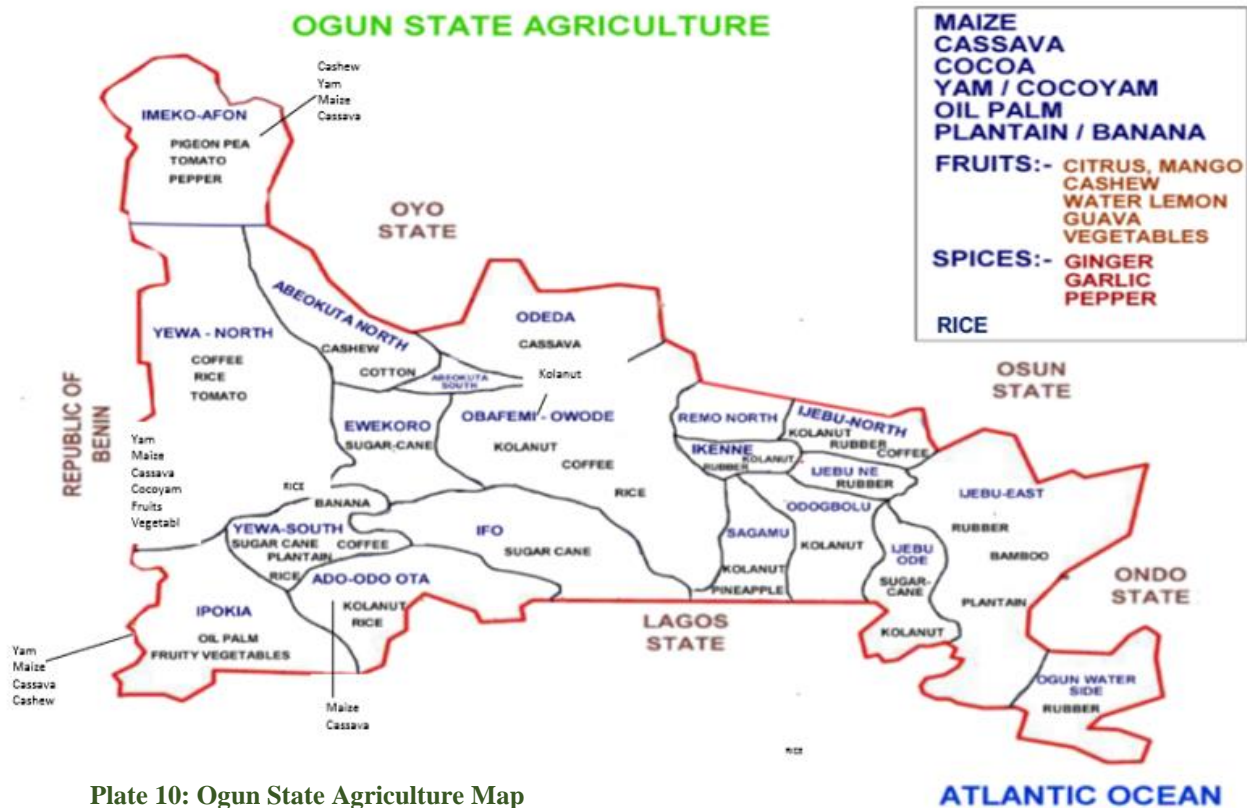 OGUN STATE AGRICULTURE
MAIZE
CASSAVA
COCOA
YAM / COCOYAM
OIL PALM
PLANTAIN / BANANA
FRUITS:- CITRUS, MANGO
CASHEW
WATER LEMON
GUAVA
VEGETABLES
SPICES:- GINGER
GARLIC
PEPPER
RICE
Cashew
Yam
Maize
Cassava
IMEKO-AFON
PIGEON PEA
TOMATO
PEPPER
OYO
STATE
ABEOKUTA NORTH
CASHEW
COTTON
ODEDA
CASSAVA
YEWA - NORTH
COFFEE
RICE
TOMATO
ABEOKUTA
SOUTH
Kolanut
OSUN
STATE
REPUBLIC OF
BENIN
Yam
Maize
Cassava
Cocoyam
Fruits
Vegetabl
EWEKORO
SUGAR-CANE
OBAFEMI - OWODE
KOLANUT
COFFEE
RICE
REMO NORTH
IJEBU-NORTH
KOLANUT
RUBBER
COFFEE
IKENNE
KOLANUT
RUBBER
IJEBU NE
RUBBER
IJEBU-EAST
RUBBER
BAMBOO
PLANTAIN
RICE
BANANA
YEWA-SOUTH
SUGAR CANE
COFFEE
PLANTAIN
RICE
IFO
SUGAR CANE
SAGAMU
KOLANUT
PINEAPPLE
ODOGBOLU
KOLANUT
IJEBU
ODE
SUGAR-
CANE
KOLANUT
ONDO
STATE
ADO-ODO OTA
KOLANUT
RICE
IPOKIA
OIL PALM
FRUITY VEGETABLES
LAGOS
STATE
Yam
Maize
Cassava
Cashew
Maize
Cassava
OGUN WATER
SIDE
RUBBER
RICE
Plate 10: Ogun State Agriculture Map
ATLANTIC OCEAN